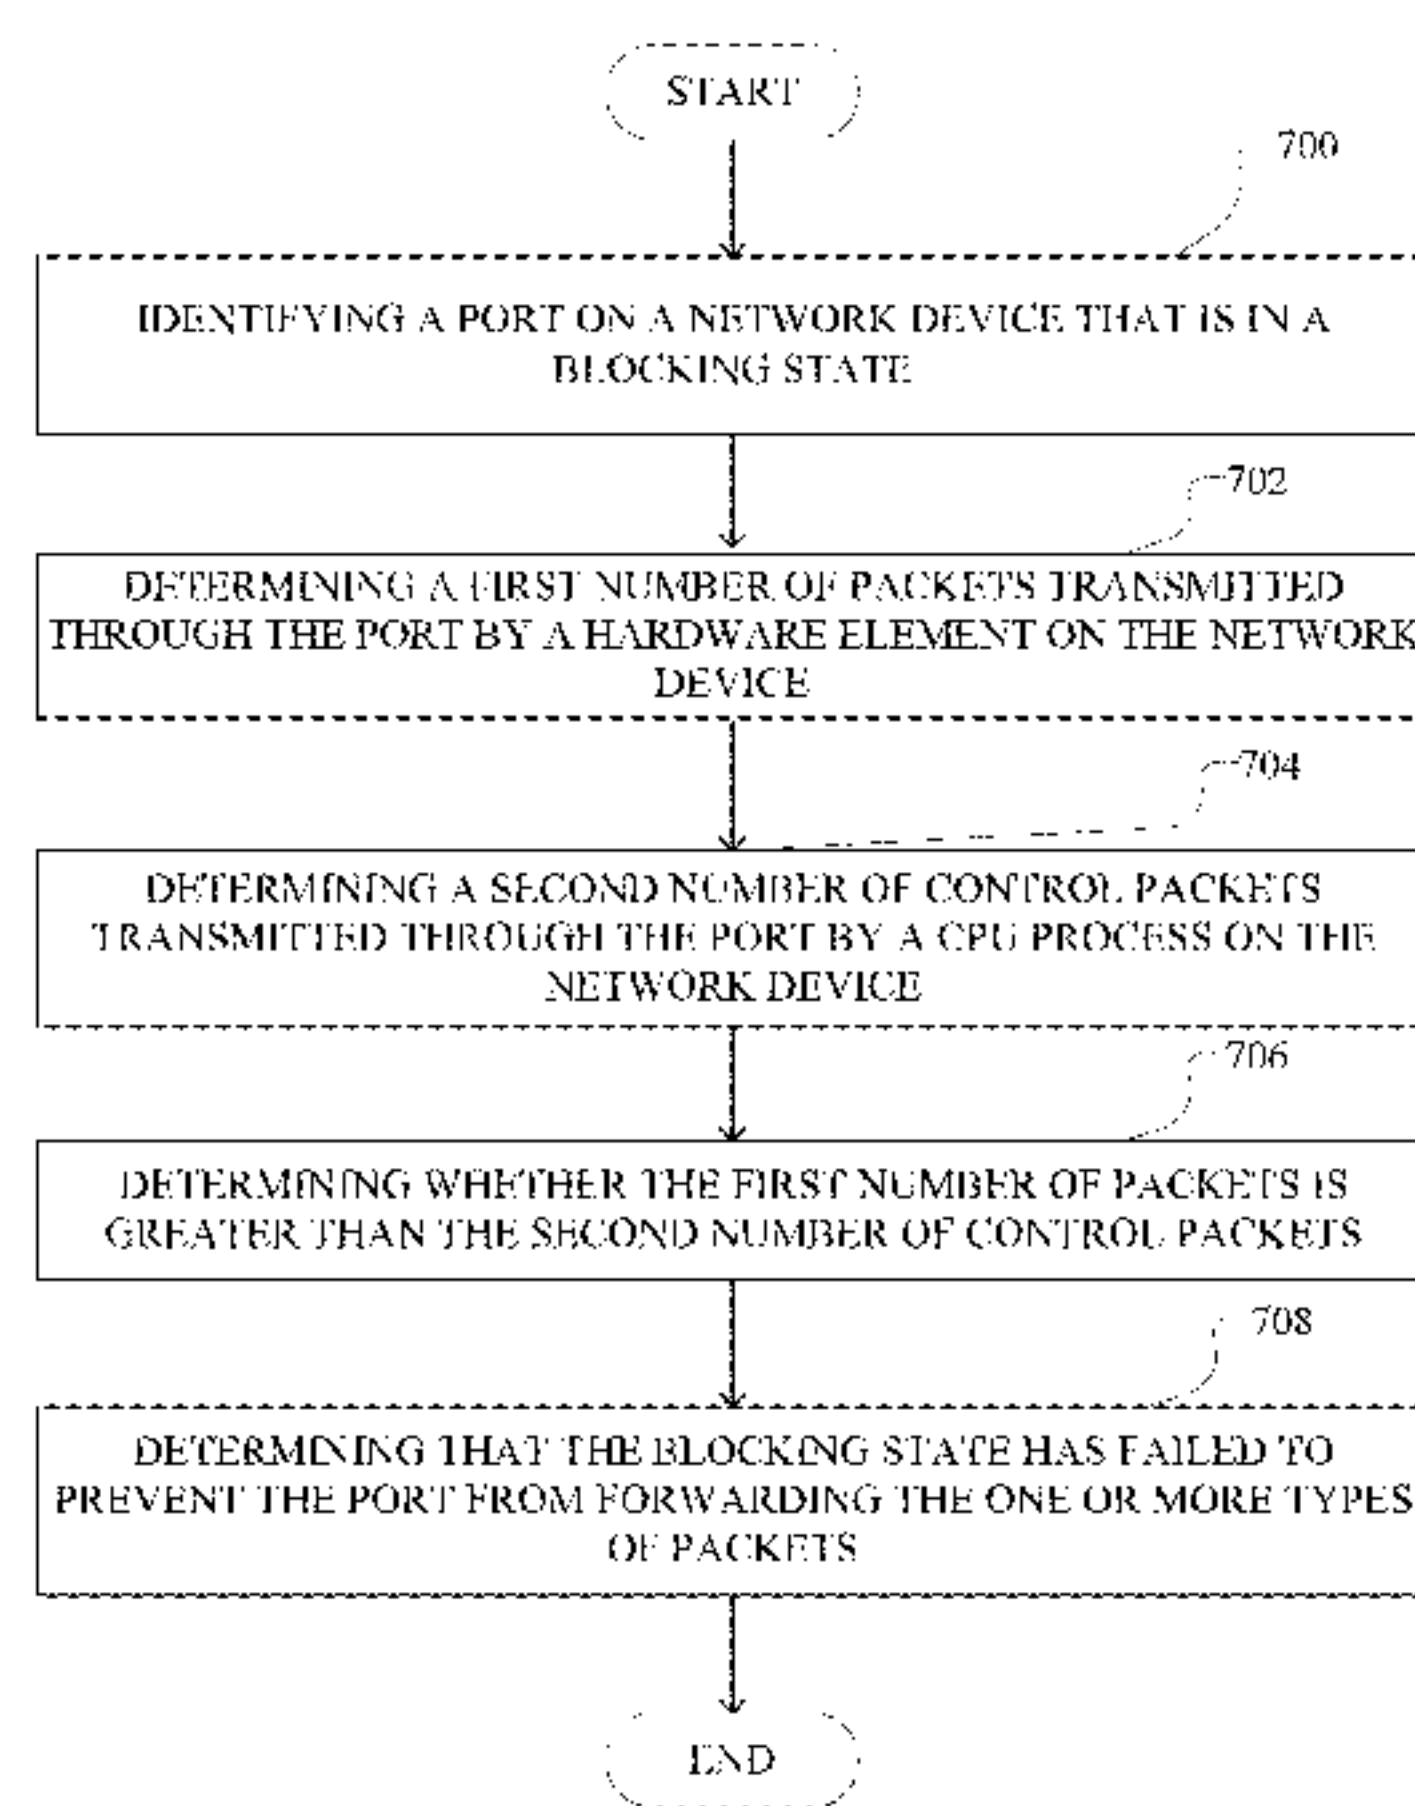 START
700
IDENTIFYING A PORT ON A NETWORK DEVICE THAT IS IN A
BLOCKING STATE
702
DETERMINING A FIRST NUMBER OF PACKETS TRANSMITTED
THROUGH THE PORT BY A HARDWARE ELEMENT ON THE NETWORK
DEVICE
704
DETERMINING A SECOND NUMBER OF CONTROL PACKETS
TRANSMITTED THROUGH THE PORT BY A CPU PROCESS ON THE
NETWORK DEVICE
706
DETERMINING WHETHER THE FIRST NUMBER OF PACKETS IS
GREATER THAN THE SECOND NUMBER OF CONTROL PACKETS
708
DETERMINING THAT THE BLOCKING STATE HAS FAILED TO
PREVENT THE PORT FROM FORWARDING THE ONE OR MORE TYPES
OF PACKETS
END